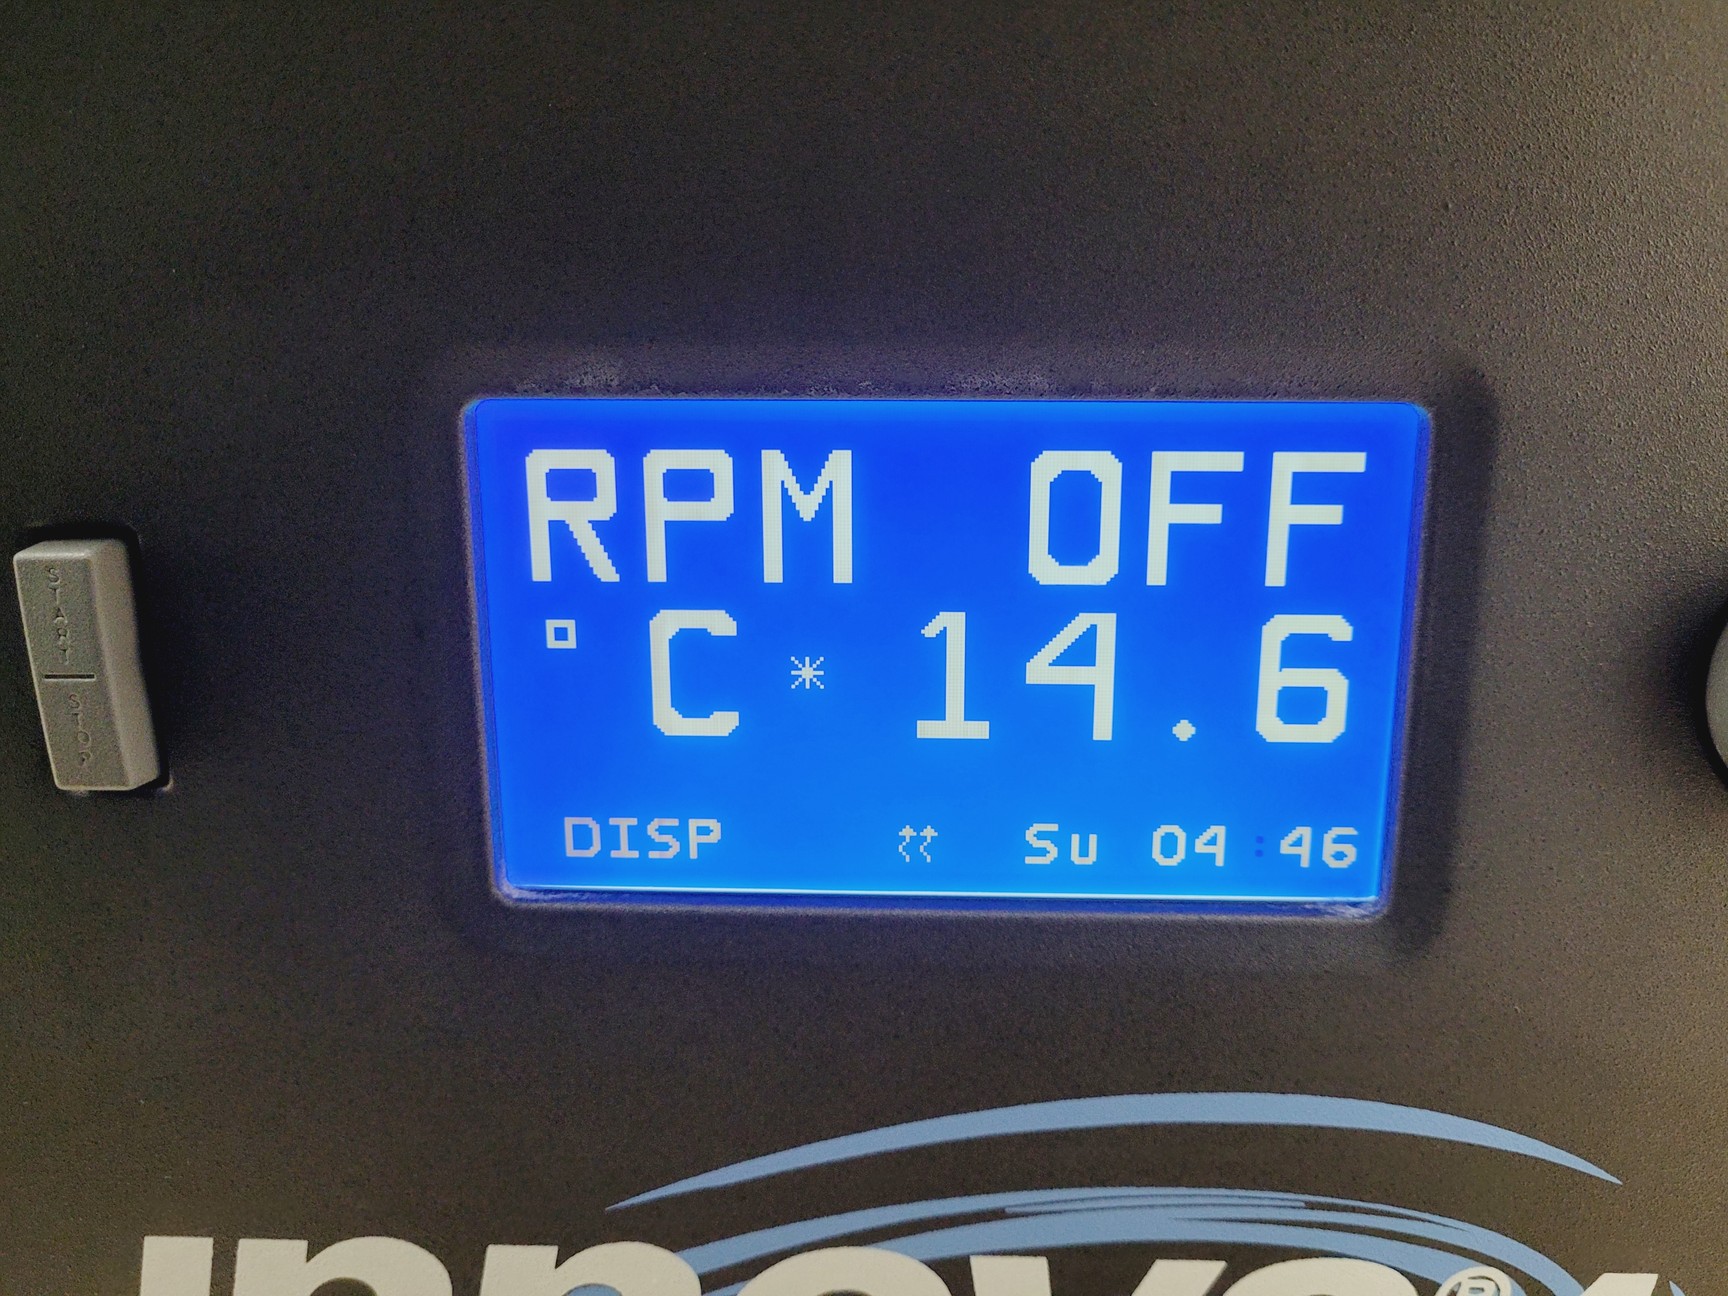 RPM OFF
°C * 14.6
DISP Su 04:46
START
STOP